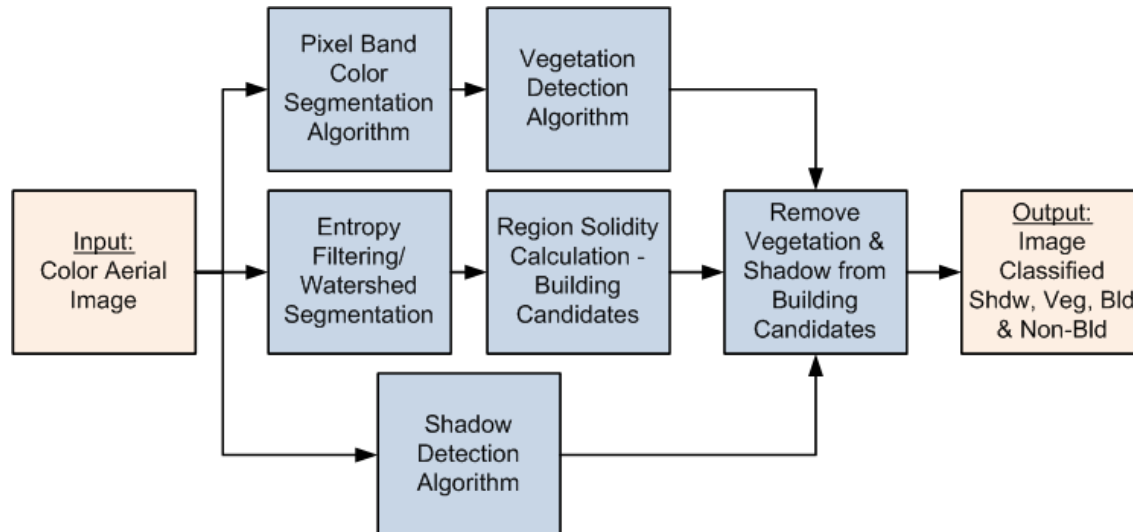 Pixel Band
Color
Segmentation
Algorithm
Vegetation
Detection
Algorithm
Input:
Color Aerial
Image
Entropy
Filtering/
Watershed
Segmentation
Region Solidity
Calculation -
Building
Candidates
Remove
Vegetation &
Shadow from
Building
Candidates
Output:
Image
Classified
Shdw, Veg, Bld
& Non-Bld
Shadow
Detection
Algorithm